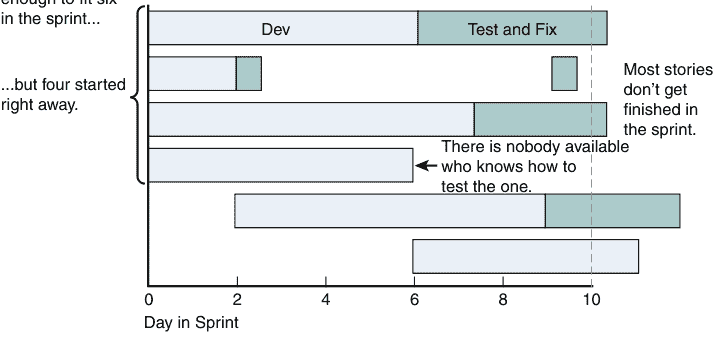 enough to fit six
in the sprint...
...but four started
right away.
Dev
Test and Fix
Most stories
don't get
finished in
the sprint.
There is nobody available
who knows how to
test the one.
0 2 4 6 8 10
Day in Sprint